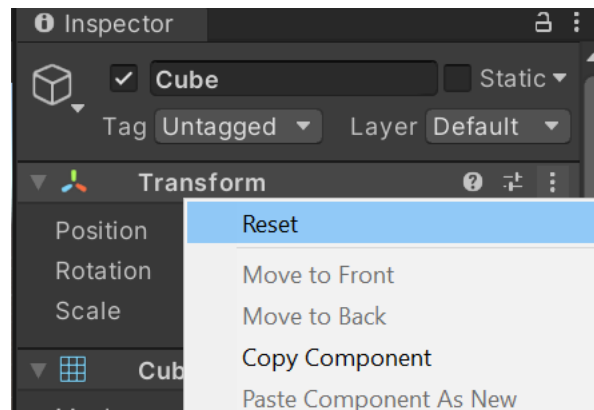 Inspector
Cube
Static
Tag Untagged Layer Default
Transform
Position
Reset
Rotation
Move to Front
Scale
Move to Back
Cub
Copy Component
Paste Component As New